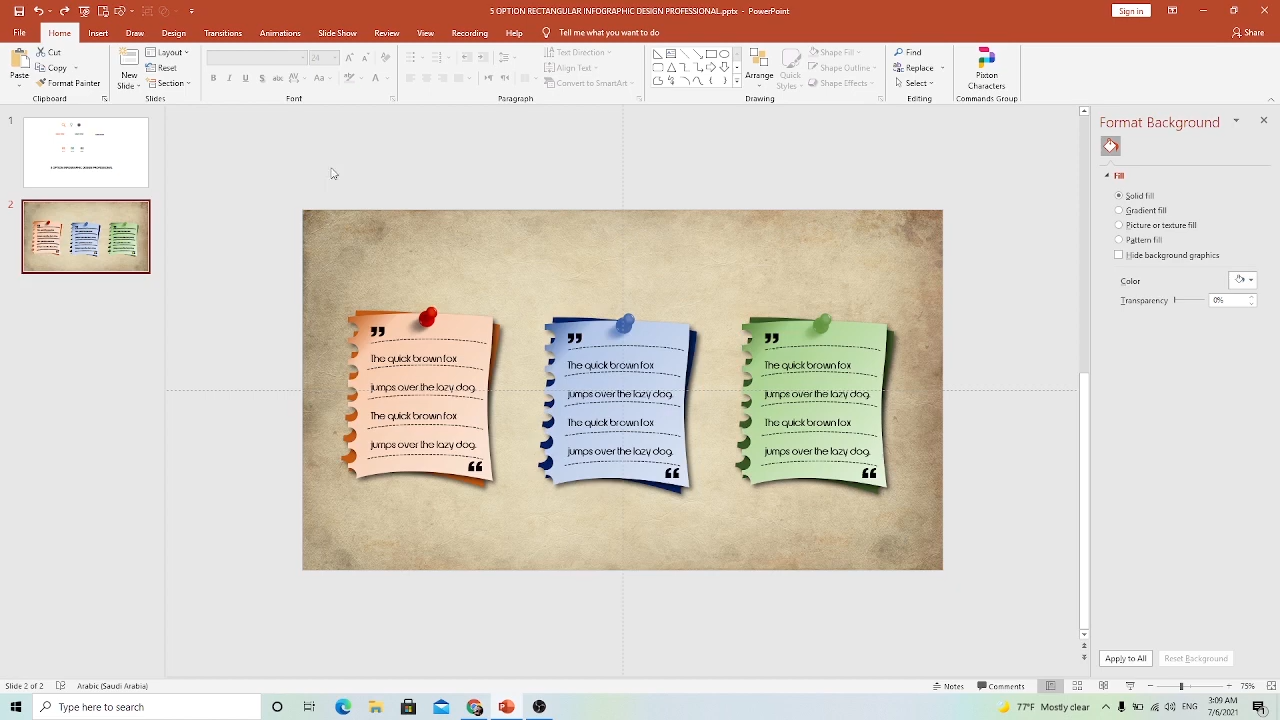 5 OPTION RECTANGULAR INFOGRAPHIC DESIGN PROFESSIONAL.pptx - PowerPoint
Sign in
File Home Insert Draw Design Transitions Animations Slide Show Review View Recording Help Tell me what you want to do
Share
Cut Copy Format Painter Paste
New Slide Layout Reset Section
24
Text Direction
Align Text
Convert to SmartArt
Arrange
Quick Styles
Shape Fill
Shape Outline
Shape Effects
Find
Replace
Select
Pixton Characters
Clipboard Slides Font Paragraph Drawing Editing Commands Group
1
2
The quick brown fox
jumps over the lazy dog.
The quick brown fox
jumps over the lazy dog.
The quick brown fox
jumps over the lazy dog.
The quick brown fox
jumps over the lazy dog.
The quick brown fox
jumps over the lazy dog.
The quick brown fox
jumps over the lazy dog.
Format Background
Fill
Solid fill
Gradient fill
Picture or texture fill
Pattern fill
Hide background graphics
Color
Transparency 0%
Apply to All Reset Background
Slide 2 of 2 Arabic (Saudi Arabia) Notes Comments 75%
Type here to search
77°F Mostly clear ENG
3:09 AM
7/6/2021